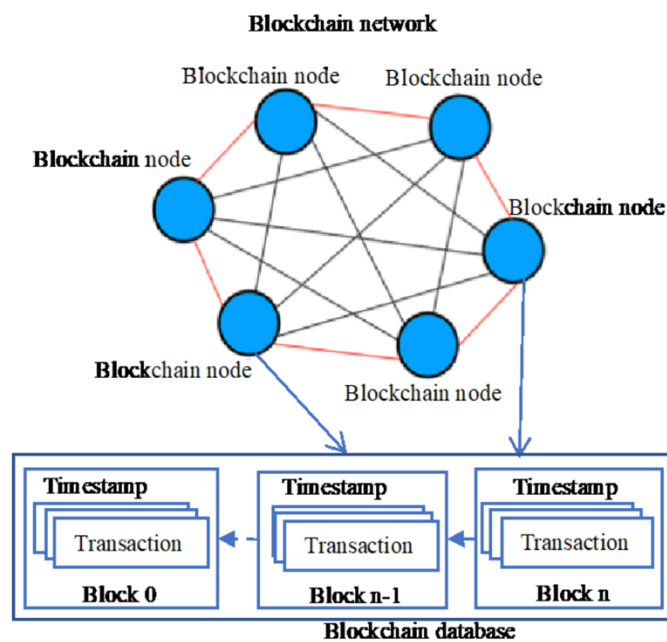 Blockchain network
Blockchain node
Blockchain node
Blockchain node
Blockchain node
Blockchain node
Blockchain node
Timestamp
Transaction
Block 0
Timestamp
Transaction
Block n-1
Timestamp
Transaction
Block n
Blockchain database